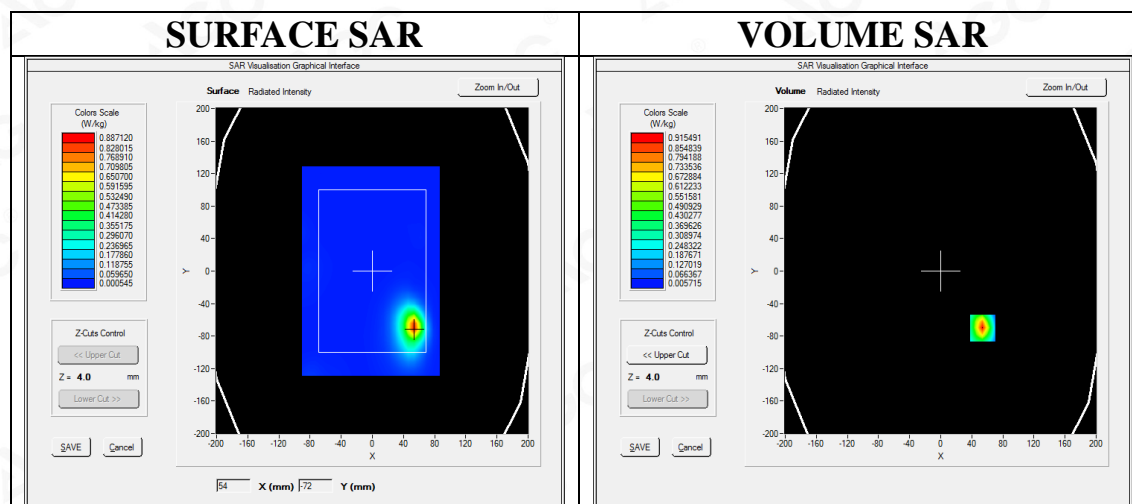 SURFACE SAR
SAR Visualisation Graphical Interface
Surface Radiated Intensity
Zoom In/Out
Colors Scale
(W/kg)
0.887120
0.828015
0.768910
0.709805
0.650700
0.591595
0.532490
0.473385
0.414280
0.355175
0.296070
0.236965
0.177860
0.118755
0.059650
0.000545
Z-Cuts Control
<< Upper Cut
Z = 4.0 mm
Lower Cut >>
SAVE Cancel
200
160
120
80
40
0
-40
-80
-120
-160
-200
Y
-200 -160 -120 -80 -40 0 40 80 120 160 200
X
54 X (mm) -72 Y (mm)
VOLUME SAR
SAR Visualisation Graphical Interface
Volume Radiated Intensity
Zoom In/Out
Colors Scale
(W/kg)
0.915491
0.854839
0.794188
0.733536
0.672884
0.612233
0.551581
0.490929
0.430277
0.369626
0.308974
0.248322
0.187671
0.127019
0.066367
0.005715
Z-Cuts Control
<< Upper Cut
Z = 4.0 mm
Lower Cut >>
SAVE Cancel
200
160
120
80
40
0
-40
-80
-120
-160
-200
Y
-200 -160 -120 -80 -40 0 40 80 120 160 200
X